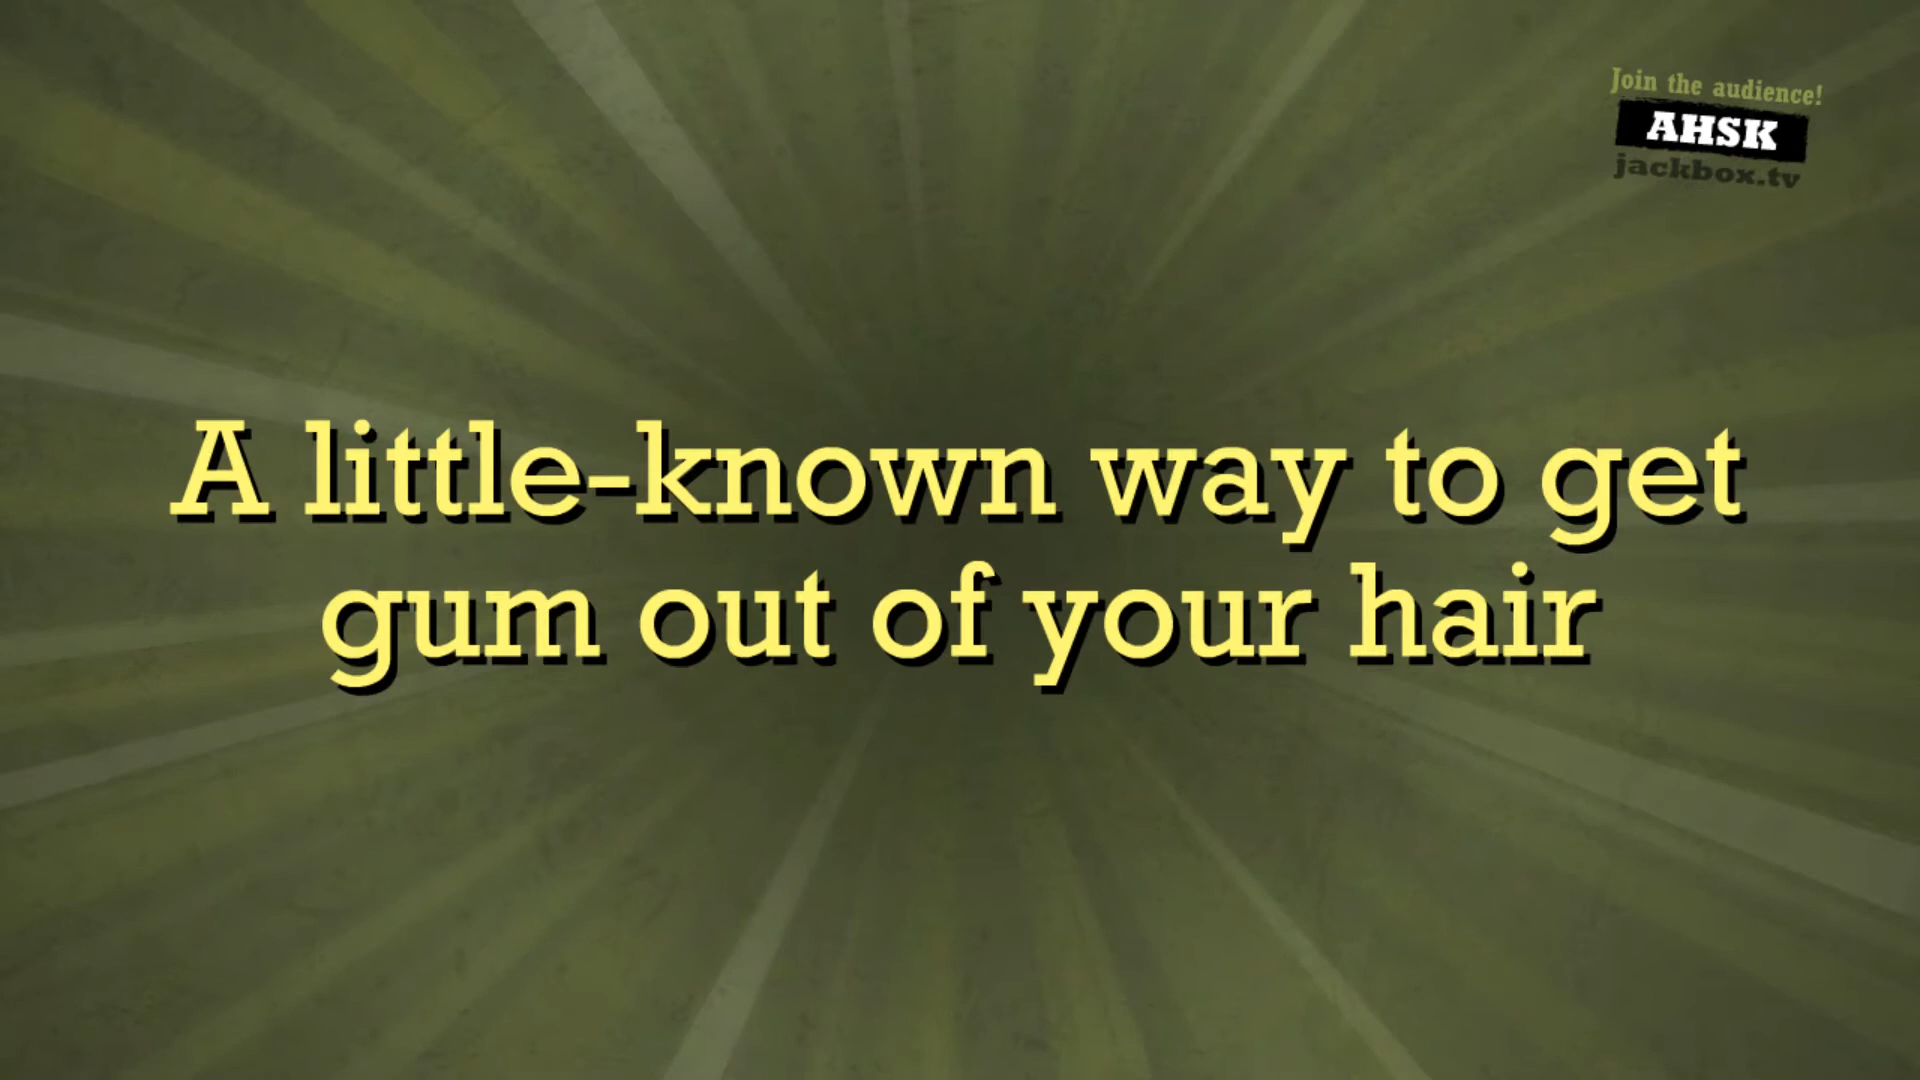 Join the audience!
AHSK
jackbox.tv
A little-known way to get
gum out of your hair